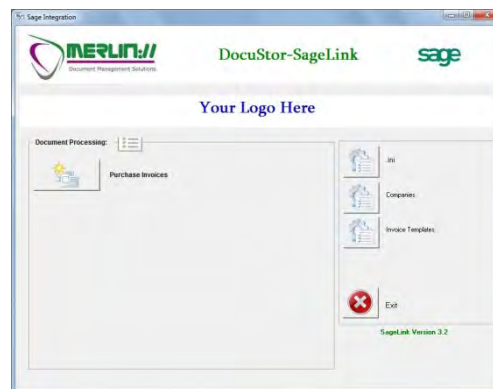 Sage Integration
MERLIN://
Document Management Solutions
DocuStor-SageLink
sage
Your Logo Here
Document Processing:
Purchase Invoices
Ini
Companies
Invoice Templates
Exit
SageLink Version 3.2